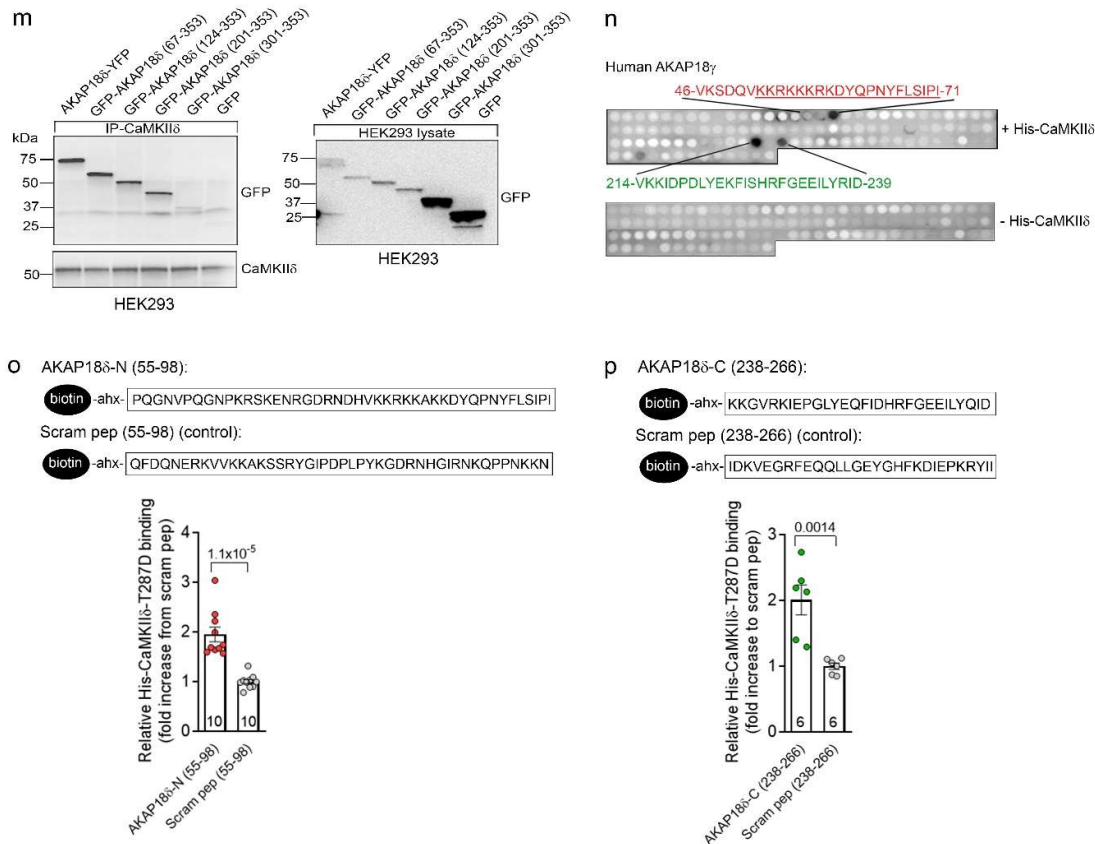 m
AKAP18δ-YFP
GFP-AKAP18δ (67-353)
GFP-AKAP18δ (124-353)
GFP-AKAP18δ (201-353)
GFP-AKAP18δ (301-353)
GFP
IP-CaMKIIδ
kDa
75
50
37
25
GFP
50
CaMKIIδ
HEK293
AKAP18δ-YFP
GFP-AKAP18δ (67-353)
GFP-AKAP18δ (124-353)
GFP-AKAP18δ (201-353)
GFP-AKAP18δ (301-353)
GFP
HEK293 lysate
75
50
37
25
GFP
HEK293
n
Human AKAP18γ
46-VKSDQVKKRKKKRKDYQPNYFLSIPI-71
+ His-CaMKIIδ
214-VKKIDPDLYEKFISHRFGEEILYRID-239
- His-CaMKIIδ
o
AKAP18δ-N (55-98):
biotin -ahx- PQGNVPQGNPKRSKENRGDRNDHVKKRKKAKKDYQPNYFLSIPI
Scram pep (55-98) (control):
biotin -ahx- QFDQNERKVVKKAKSSRYGIPDPLPYKGDRNHGIRNKQPPNKKN
Relative His-CaMKIIδ-T287D binding
(fold increase from scram pep)
4
3
2
1
0
1.1x10-5
10
10
AKAP18δ-N (55-98)
Scram pep (55-98)
p
AKAP18δ-C (238-266):
biotin -ahx- KKGVRKIEPGLYEQFIDHRFGEEILYQID
Scram pep (238-266) (control):
biotin -ahx- IDKVEGRFEQQLLGEYGHFKDIEPKRYII
Relative His-CaMKIIδ-T287D binding
(fold increase to scram pep)
3
2
1
0
0.0014
6
6
AKAP18δ-C (238-266)
Scram pep (238-266)